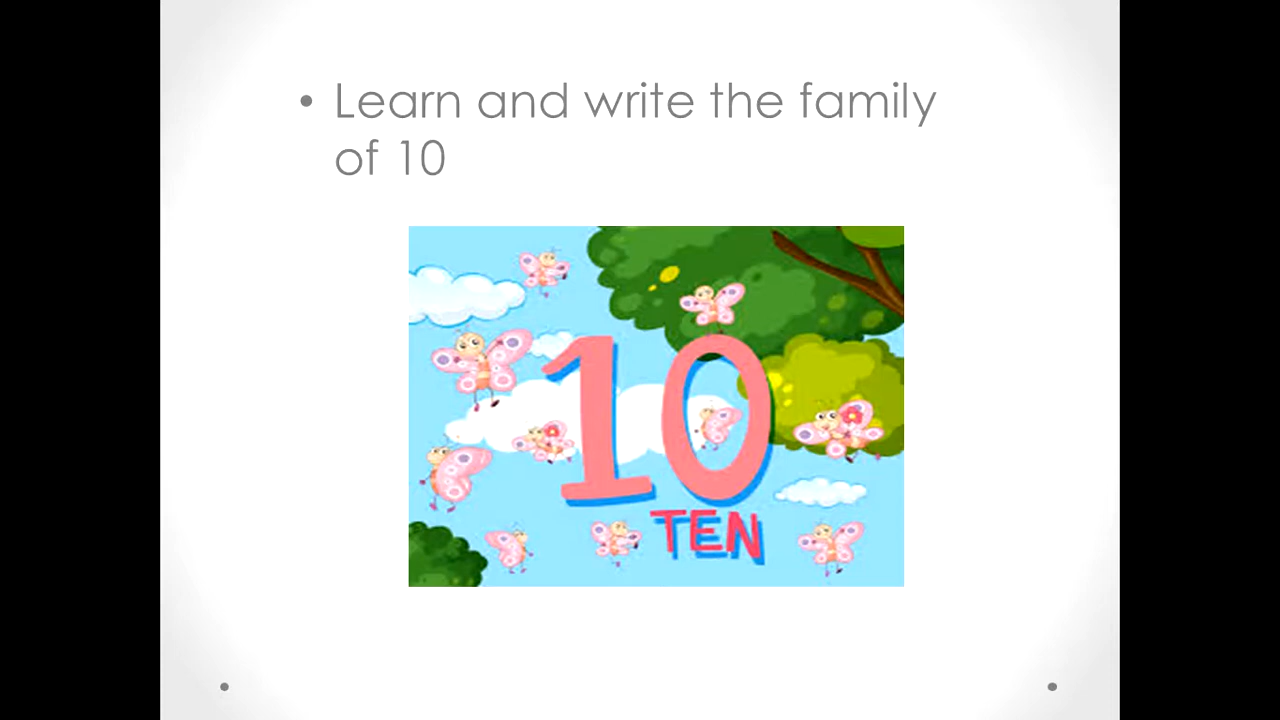 • Learn and write the family
of 10
10
TEN